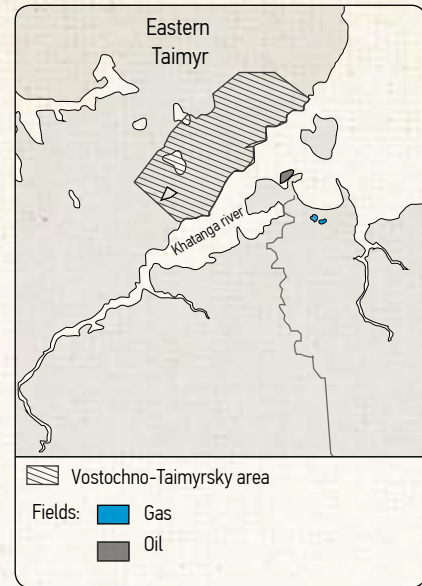 Eastern
Taimyr
Khatanga river
Vostochno-Taimyrsky area
Fields: Gas
Oil